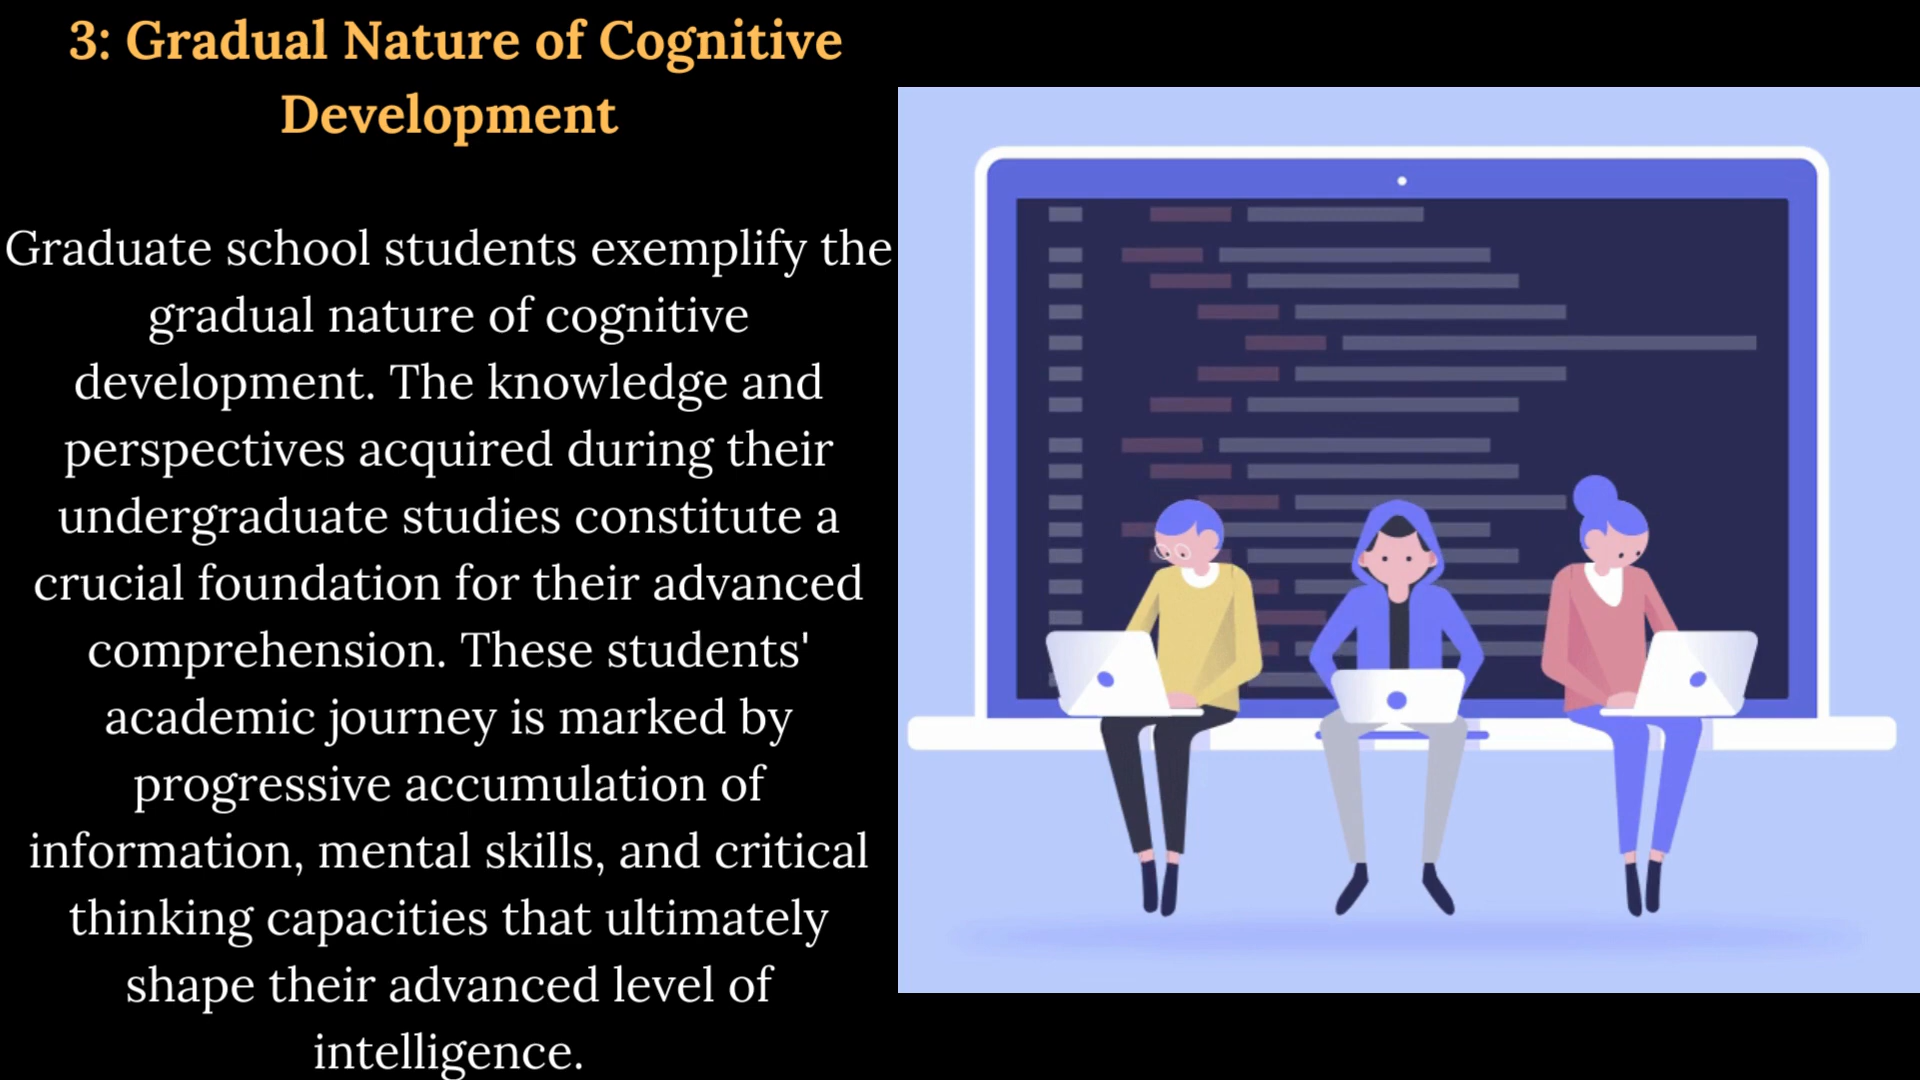 3: Gradual Nature of Cognitive
Development
Graduate school students exemplify the
gradual nature of cognitive
development. The knowledge and
perspectives acquired during their
undergraduate studies constitute a
crucial foundation for their advanced
comprehension. These students'
academic journey is marked by
progressive accumulation of
information, mental skills, and critical
thinking capacities that ultimately
shape their advanced level of
intelligence.